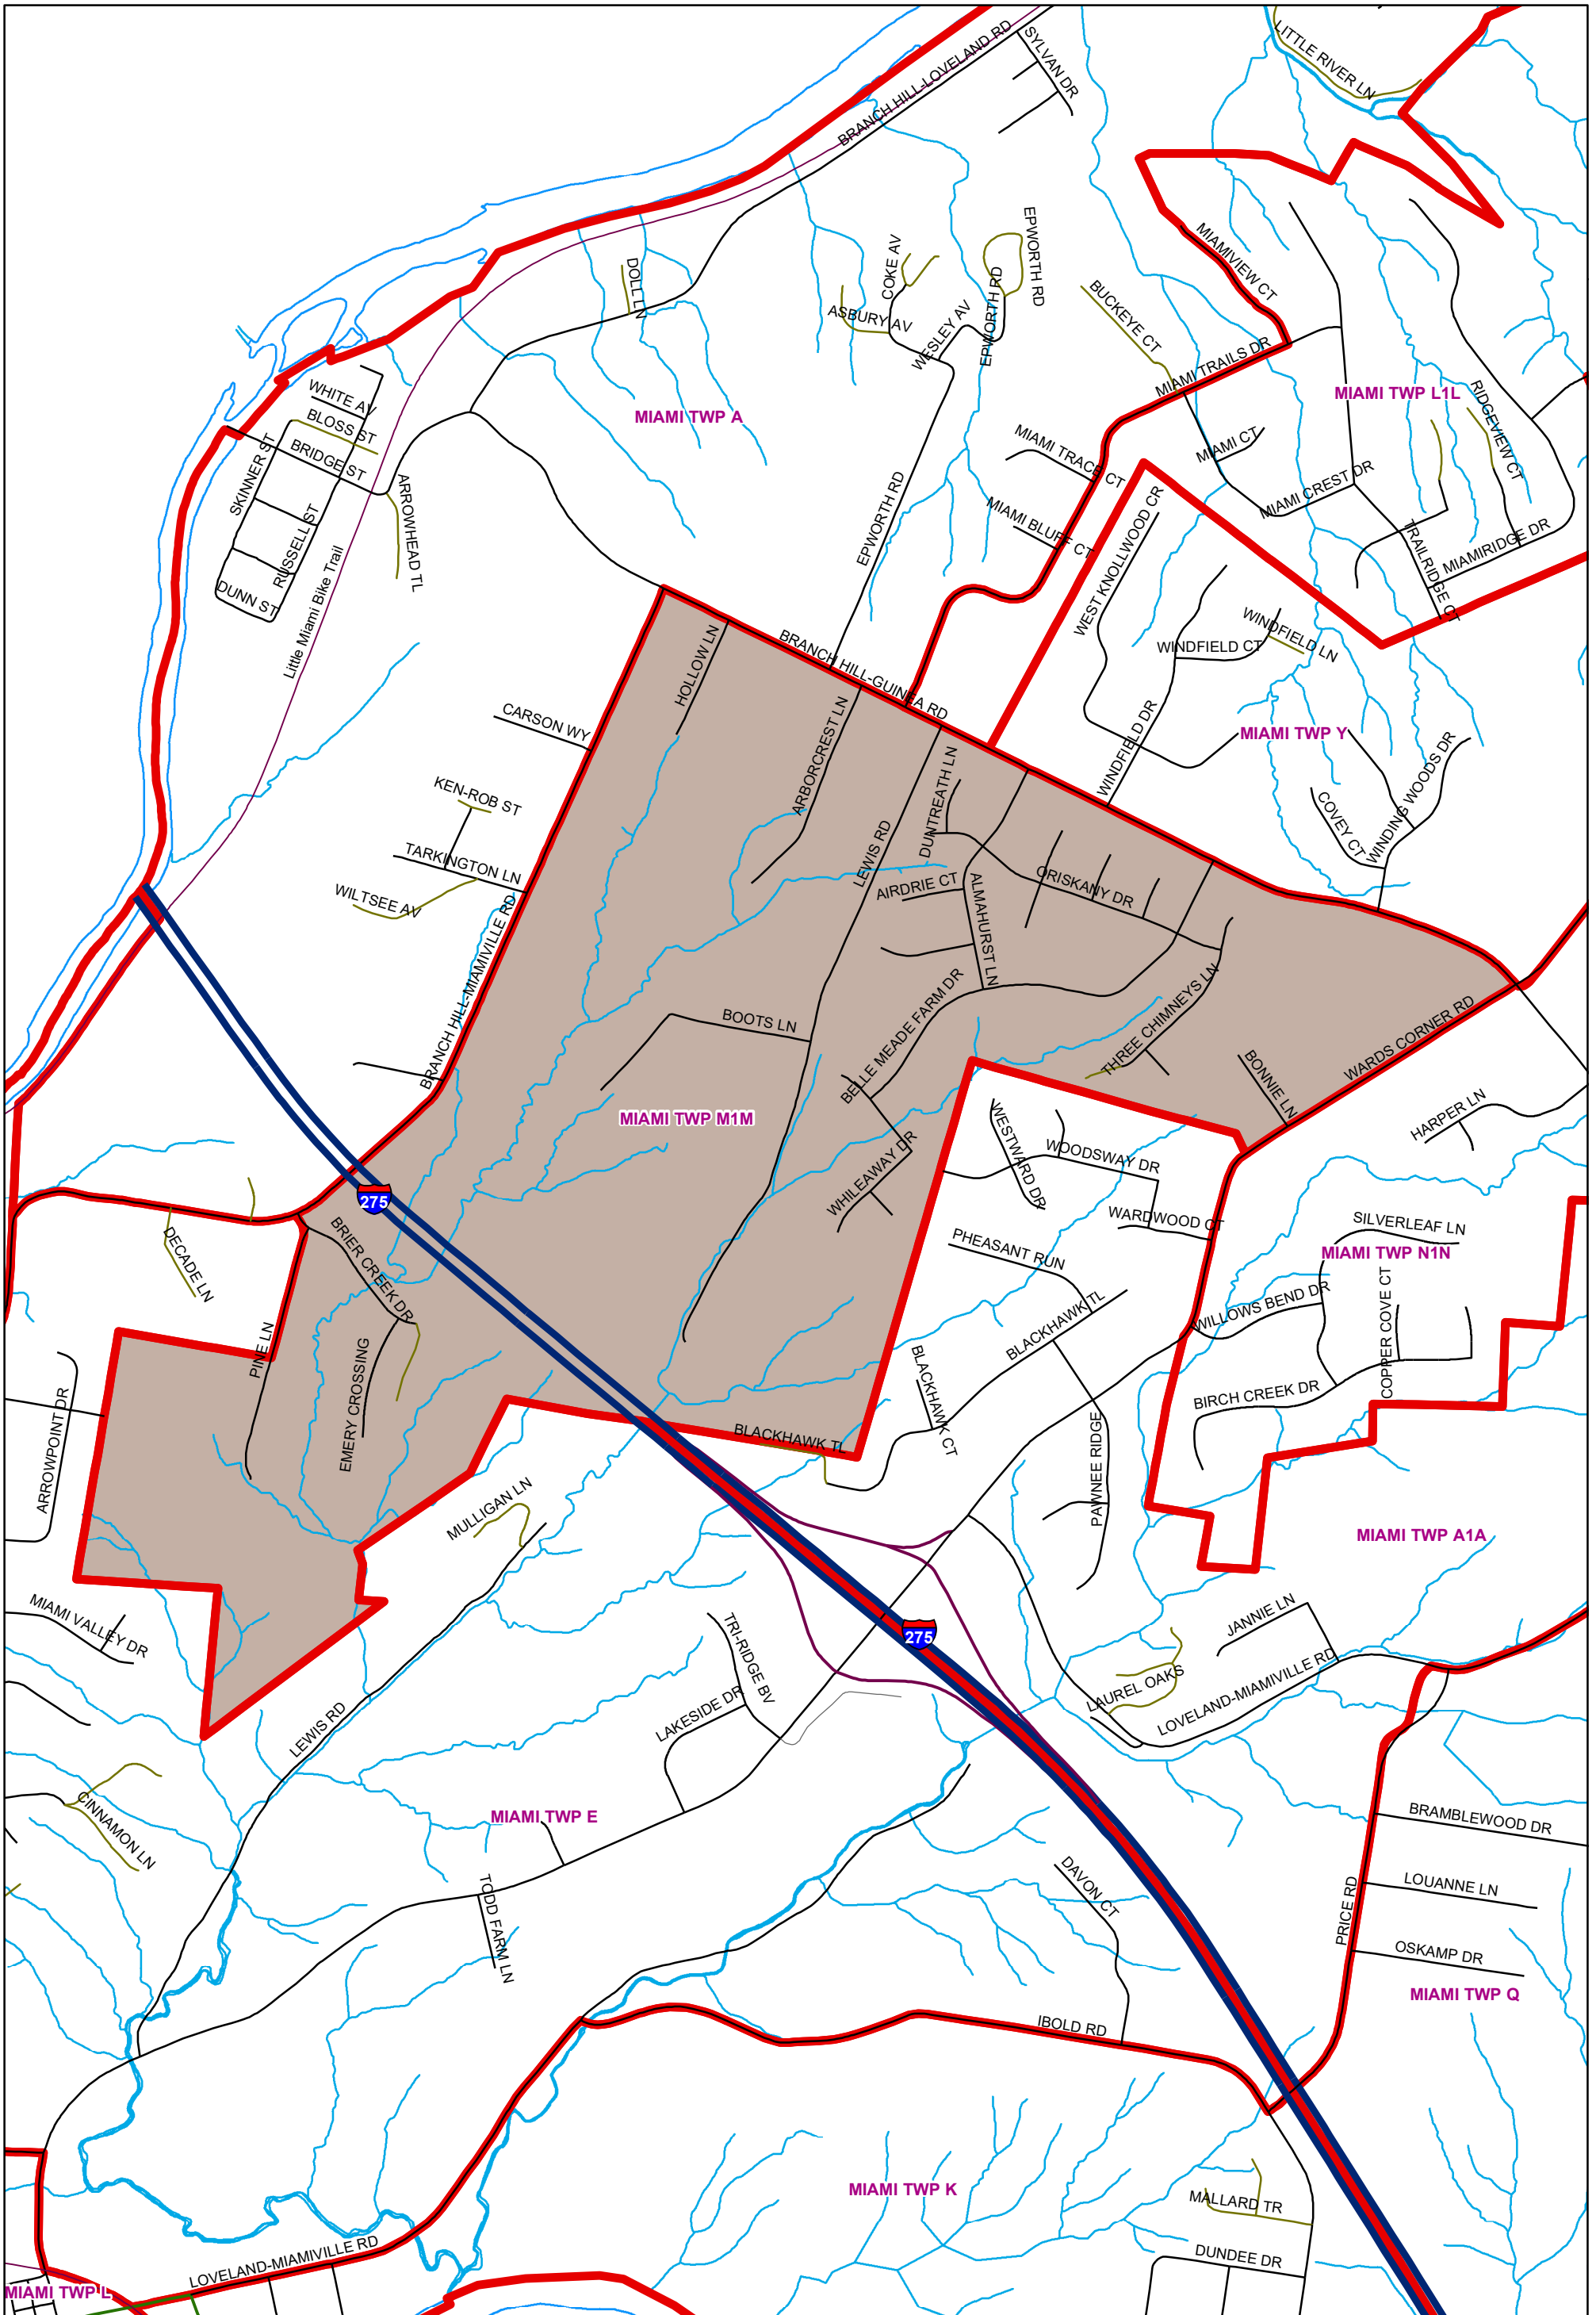 LITTLE RIVER LN
BRANCH HILL-LOVELAND RD
SYLVAN DR
EPWORTH RD
COKE AV
MIAMIVIEW CT
DOLL LN
BUCKEYE CT
ASBURY AV
WESLEY AV
EPWORTH RD
MIAMI TRAILS DR
WHITE AV
BLOSS ST
MIAMI TWP A
MIAMI TWP L1L
RIDGEVIEW CT
BRIDGE ST
SKINNER ST
MIAMI TRACE CT
MIAMI CT
ARROWHEAD TL
MIAMI CREST DR
RUSSELL ST
EPWORTH RD
MIAMI BLUFF CT
WEST KNOLLWOOD CR
TRAILRIDGE CT
MIAMIRIDGE DR
DUNN ST
Little Miami Bike Trail
HOLLOW LN
BRANCH HILL-GUINEA RD
WINDFIELD CT
WINDFIELD LN
CARSON WY
ARBORCREST LN
MIAMI TWP Y
WINDFIELD DR
KEN-ROB ST
DUNTREATH LN
COVEY CT
WINDING WOODS DR
TARKINGTON LN
LEWIS RD
WILTSEE AV
AIRDRIE CT
ORISKANY DR
ALMAHURST LN
BRANCH HILL-MIAMIVILLE RD
BOOTS LN
BELLE MEADE FARM DR
THREE CHIMNEYS LN
WARDS CORNER RD
BONNIE LN
MIAMI TWP M1M
HARPER LN
WESTWARD DR
WOODSWAY DR
WHILEAWAY DR
275
WARDWOOD CT
SILVERLEAF LN
BRIER CREEK DR
DECADE LN
PHEASANT RUN
MIAMI TWP N1N
WILLOWS BEND DR
COPPER COVE CT
PINE LN
EMERY CROSSING
BLACKHAWK TL
BLACKHAWK CT
BIRCH CREEK DR
ARROWPOINT DR
BLACKHAWK TL
PAWNEE RIDGE
MULLIGAN LN
MIAMI TWP A1A
MIAMI VALLEY DR
TRI-RIDGE BV
275
JANNIE LN
LAUREL OAKS
LOVELAND-MIAMIVILLE RD
LAKESIDE DR
LEWIS RD
CINNAMON LN
MIAMI TWP E
BRAMBLEWOOD DR
TODD FARM LN
DAVON CT
LOUANNE LN
PRICE RD
OSKAMP DR
MIAMI TWP Q
IBOLD RD
MIAMI TWP K
MALLARD TR
DUNDEE DR
LOVELAND-MIAMIVILLE RD
MIAMI TWP L